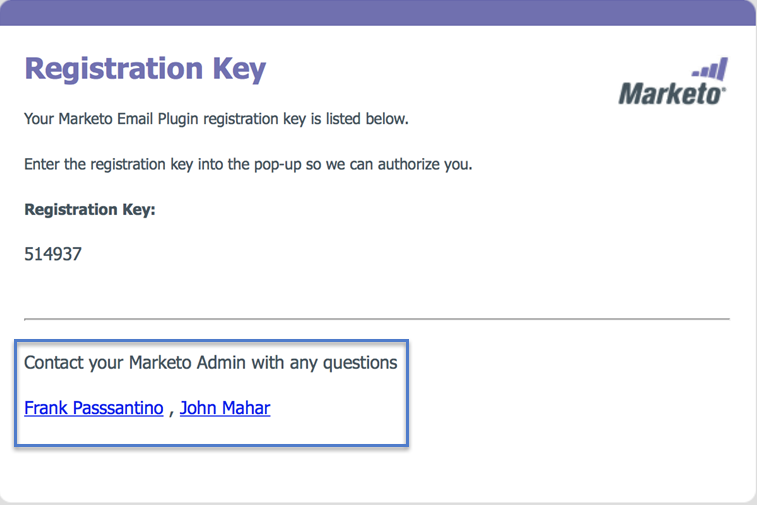 Registration Key
Marketo®
Your Marketo Email Plugin registration key is listed below.
Enter the registration key into the pop-up so we can authorize you.
Registration Key:
514937
Contact your Marketo Admin with any questions
Frank Passsantino , John Mahar